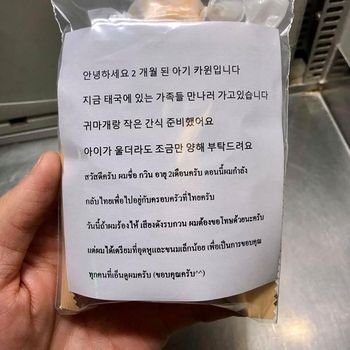 안녕하세요 2 개월 된 아기 카윈입니다
지금 태국에 있는 가족들 만나러 가고있습니다
귀마개랑 작은 간식 준비했어요
아이가 울더라도 조금만 양해 부탁드려요
สวัสดีครับ ผมชื่อ กวิน อายุ 2เดือนครับ ตอนนี้ผมกำลัง
กลับไทยเพื่อไปอยู่กับครอบครัวที่ไทยครับ
วันนี้ถ้าผมร้องไห้ เสียงดังรบกวน ผมต้องขอโทษด้วยนะครับ
แต่ผมได้เตรียมที่อุดหูและขนมเล็กน้อย เพื่อเป็นการขอบคุณ
ทุกคนที่เอ็นดูผมครับ (ขอบคุณครับ^^)